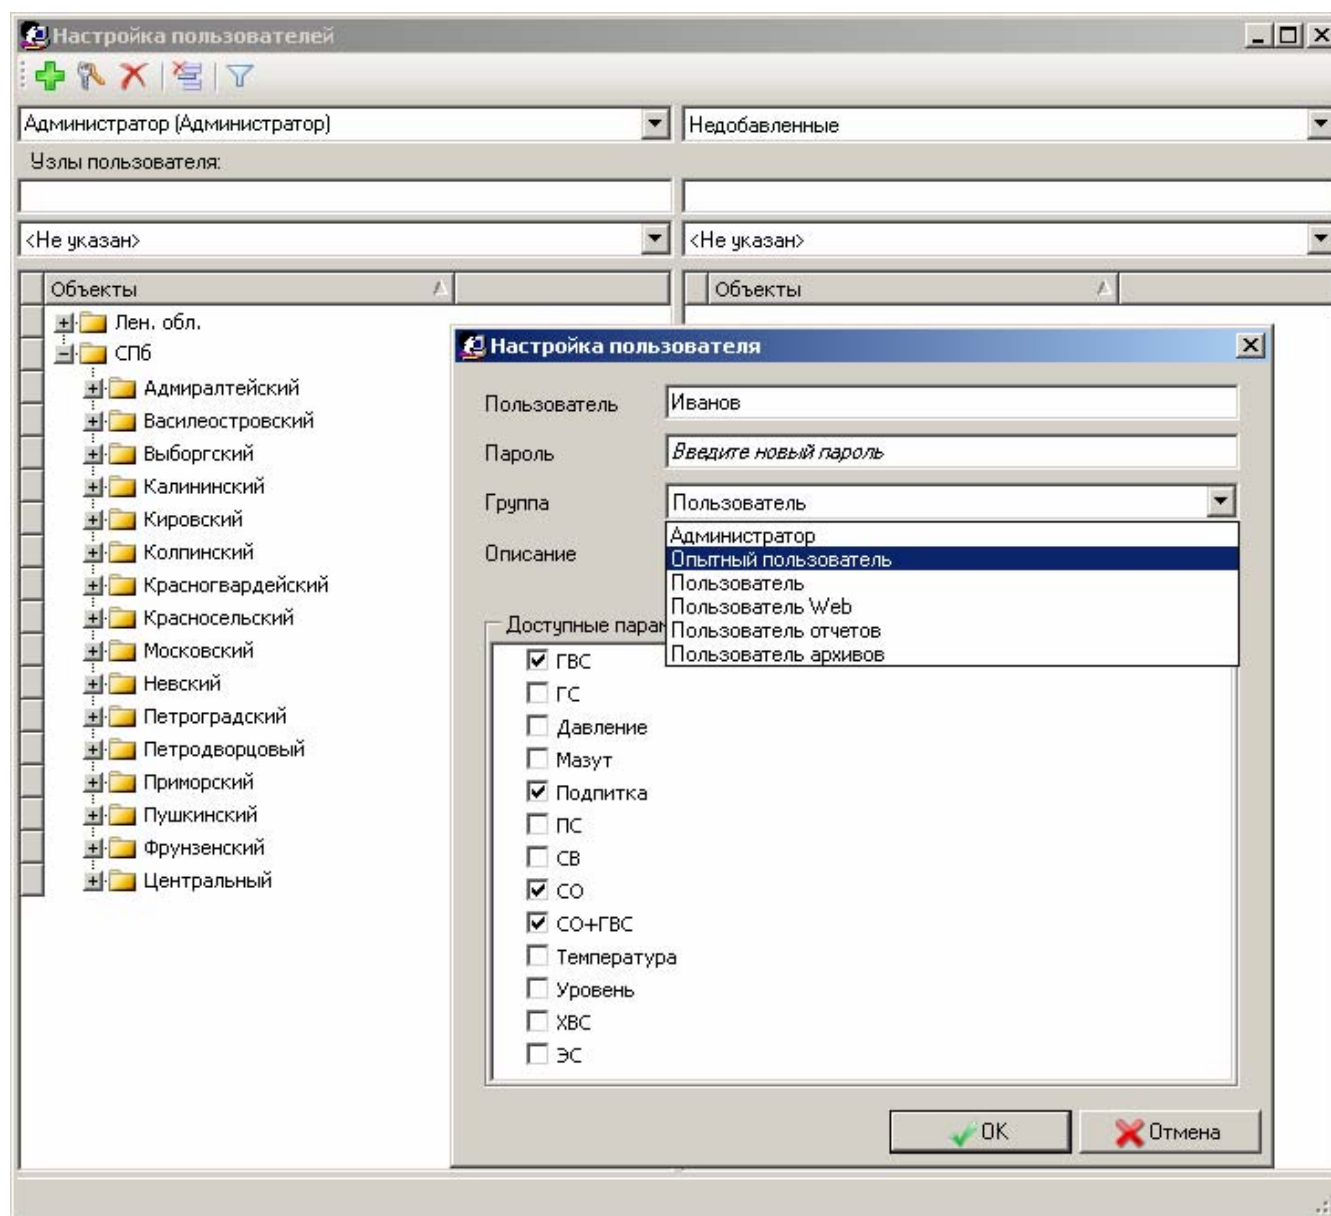 Настройка пользователей
Администратор (Администратор)
Недобавленные
Узлы пользователя:
<Не указан>
<Не указан>
Объекты
Объекты
Лен. обл.
СПб
Адмиралтейский
Василеостровский
Выборгский
Калининский
Кировский
Колпинский
Красногвардейский
Красносельский
Московский
Невский
Петроградский
Петродворцовый
Приморский
Пушкинский
Фрунзенский
Центральный
Настройка пользователя
Пользователь
Иванов
Пароль
Введите новый пароль
Группа
Пользователь
Описание
Администратор
Опытный пользователь
Пользователь
Пользователь Web
Пользователь отчетов
Пользователь архивов
Доступные
ГВС
ГС
Давление
Мазут
Подпитка
ПС
СВ
СО
СО+ГВС
Температура
Уровень
ХВС
ЭС
OK
Отмена